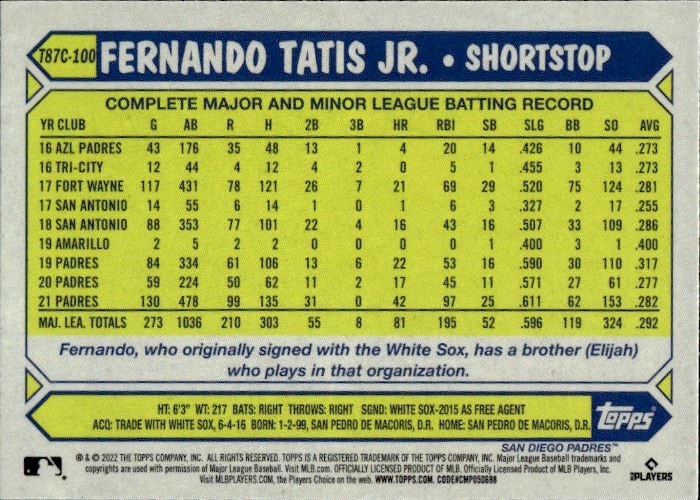 T87C-100 FERNANDO TATIS JR. • SHORTSTOP
COMPLETE MAJOR AND MINOR LEAGUE BATTING RECORD
YR CLUB G AB R H 2B 3B HR RBI SB SLG BB SO AVG
16 AZL PADRES 43 176 35 48 13 1 4 20 14 .426 10 44 .273
16 TRI-CITY 12 44 4 12 4 2 0 5 1 .455 3 13 .273
17 FORT WAYNE 117 431 78 121 26 7 21 69 29 .520 75 124 .281
17 SAN ANTONIO 14 55 6 14 1 0 1 6 3 .327 2 17 .255
18 SAN ANTONIO 88 353 77 101 22 4 16 43 16 .507 33 109 .286
19 AMARILLO 2 5 2 2 0 0 0 0 1 .400 3 1 .400
19 PADRES 84 334 61 106 13 6 22 53 16 .590 30 110 .317
20 PADRES 59 224 50 62 11 2 17 45 11 .571 27 61 .277
21 PADRES 130 478 99 135 31 0 42 97 25 .611 62 153 .282
MAJ. LEA. TOTALS 273 1036 210 303 55 8 81 195 52 .596 119 324 .292
Fernando, who originally signed with the White Sox, has a brother (Elijah)
who plays in that organization.
HT: 6'3" WT: 217 BATS: RIGHT THROWS: RIGHT SGND: WHITE SOX-2015 AS FREE AGENT
ACQ: TRADE WITH WHITE SOX, 6-4-16 BORN: 1-2-99, SAN PEDRO DE MACORIS, D.R. HOME: SAN PEDRO DE MACORIS, D.R.
Topps
SAN DIEGO PADRES™
® & © 2022 THE TOPPS COMPANY, INC. ALL RIGHTS RESERVED. TOPPS IS A REGISTERED TRADEMARK OF THE TOPPS COMPANY, INC. Major League Baseball trademarks and
copyrights are used with permission of Major League Baseball. Visit MLB.com. OFFICIALLY LICENSED PRODUCT OF MLB. Officially Licensed Product of MLB Players, Inc.
Visit MLBPLAYERS.com, the Players Choice on the web. WWW.TOPPS.COM. CODE#CMP050688
PLAYERS